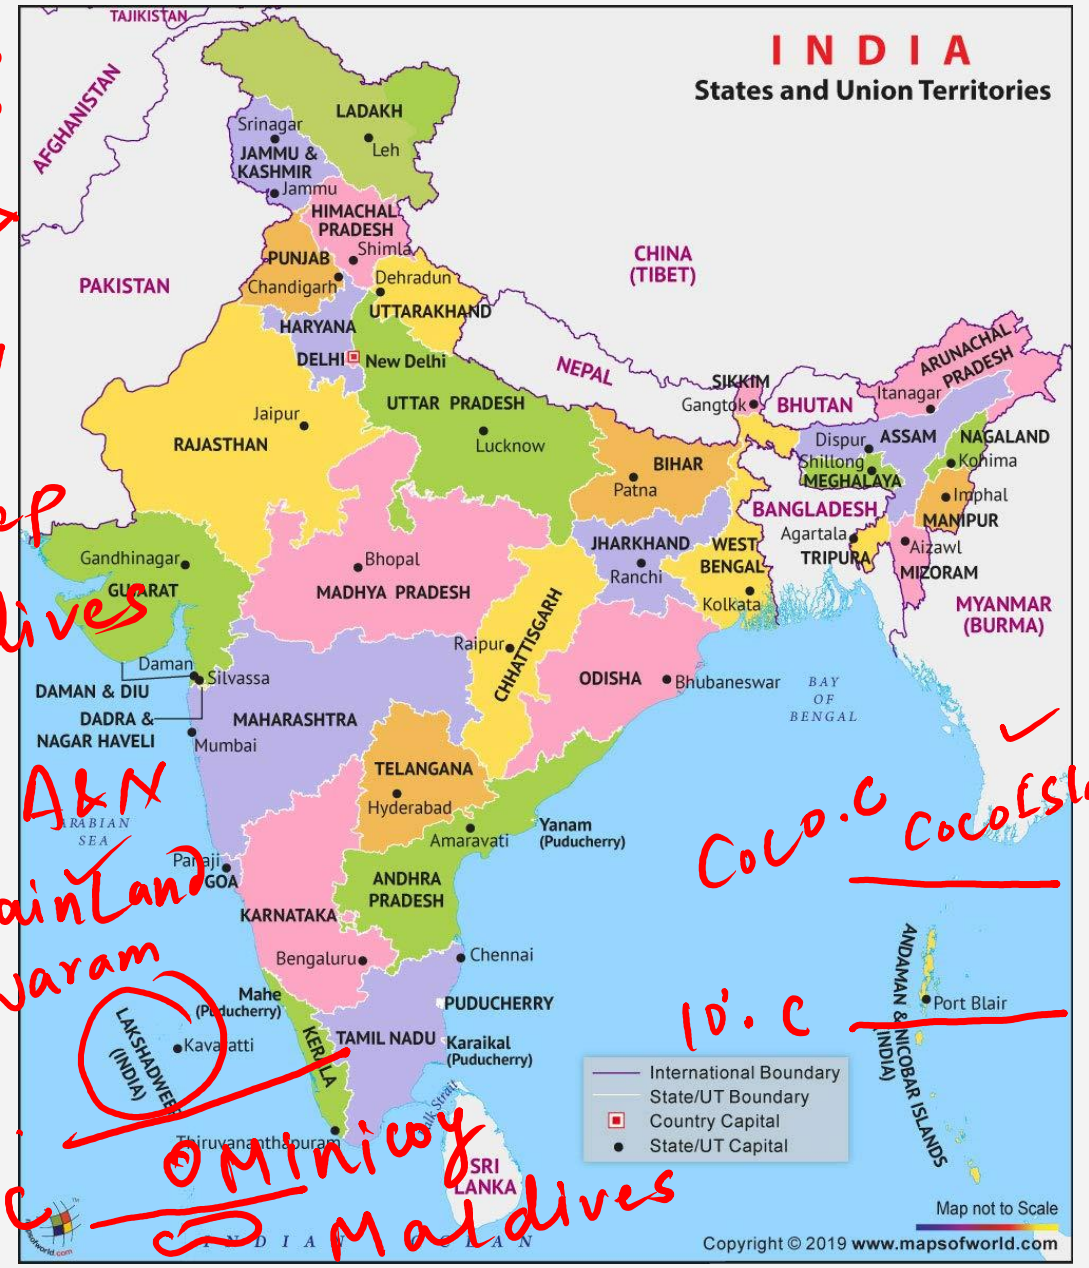 TAJIKISTAN
INDIA
States and Union Territories
AFGHANISTAN
LADAKH
Leh
Srinagar
JAMMU &
KASHMIR
Jammu
HIMACHAL
PRADESH
Shimla
PUNJAB
Chandigarh
CHINA
(TIBET)
PAKISTAN
Dehradun
UTTARAKHAND
HARYANA
DELHI
New Delhi
NEPAL
ARUNACHAL
PRADESH
Itanagar
SIKKIM
Gangtok
BHUTAN
UTTAR PRADESH
Lucknow
Jaipur
RAJASTHAN
Dispur
ASSAM
NAGALAND
Kohima
Shillong
MEGHALAYA
BIHAR
Patna
Imphal
MANIPUR
BANGLADESH
Agartala
TRIPURA
Aizawl
MIZORAM
JHARKHAND
Ranchi
WEST
BENGAL
Kolkata
Gandhinagar
GUJARAT
Bhopal
MADHYA PRADESH
MYANMAR
(BURMA)
CHHATTISGARH
Raipur
Daman
Silvassa
DAMAN & DIU
DADRA &
NAGAR HAVELI
ODISHA
Bhubaneswar
BAY
OF
BENGAL
MAHARASHTRA
Mumbai
TELANGANA
Hyderabad
A&N
ARABIAN
SEA
Amaravati
Yanam
(Puducherry)
Coco.C
Panaji
GOA
ANDHRA
PRADESH
KARNATAKA
Bengaluru
Chennai
ANDAMAN & NICOBAR ISLANDS
(INDIA)
Port Blair
10°.C
Mahe
(Puducherry)
PUDUCHERRY
LAKSHADWEEP
(INDIA)
Kavaratti
KERALA
TAMIL NADU
Karaikal
(Puducherry)
Thiruvananthapuram
Minicoy
Maldives
SRI
LANKA
International Boundary
State/UT Boundary
Country Capital
State/UT Capital
Map not to Scale
INDIAN OCEAN
Copyright © 2019 www.mapsofworld.com